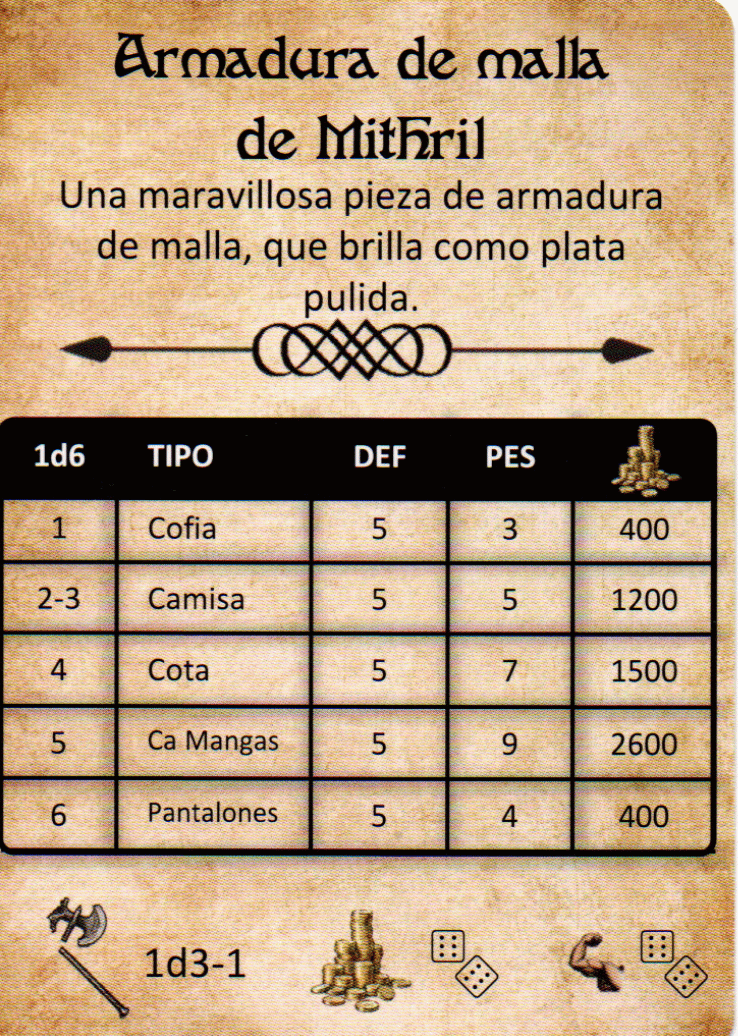 Armadura de malla
de Mithril
Una maravillosa pieza de armadura
de malla, que brilla como plata
pulida.
1d6 TIPO DEF PES
1 Cofia 5 3 400
2-3 Camisa 5 5 1200
4 Cota 5 7 1500
5 Ca Mangas 5 9 2600
6 Pantalones 5 4 400
1d3-1